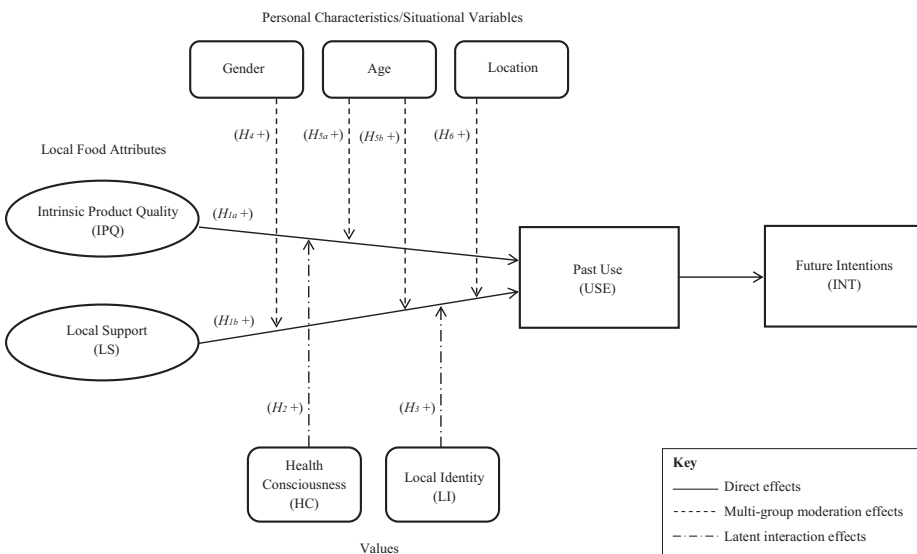 Personal Characteristics/Situational Variables
Gender
Age
Location
(H4 +)
(H5a +)
(H5b +)
(H6 +)
Local Food Attributes
Intrinsic Product Quality
(IPQ)
(H1a +)
Past Use
(USE)
Future Intentions
(INT)
Local Support
(LS)
(H1b +)
(H2 +)
(H3 +)
Health
Consciousness
(HC)
Local Identity
(LI)
Values
Key
Direct effects
Multi-group moderation effects
Latent interaction effects